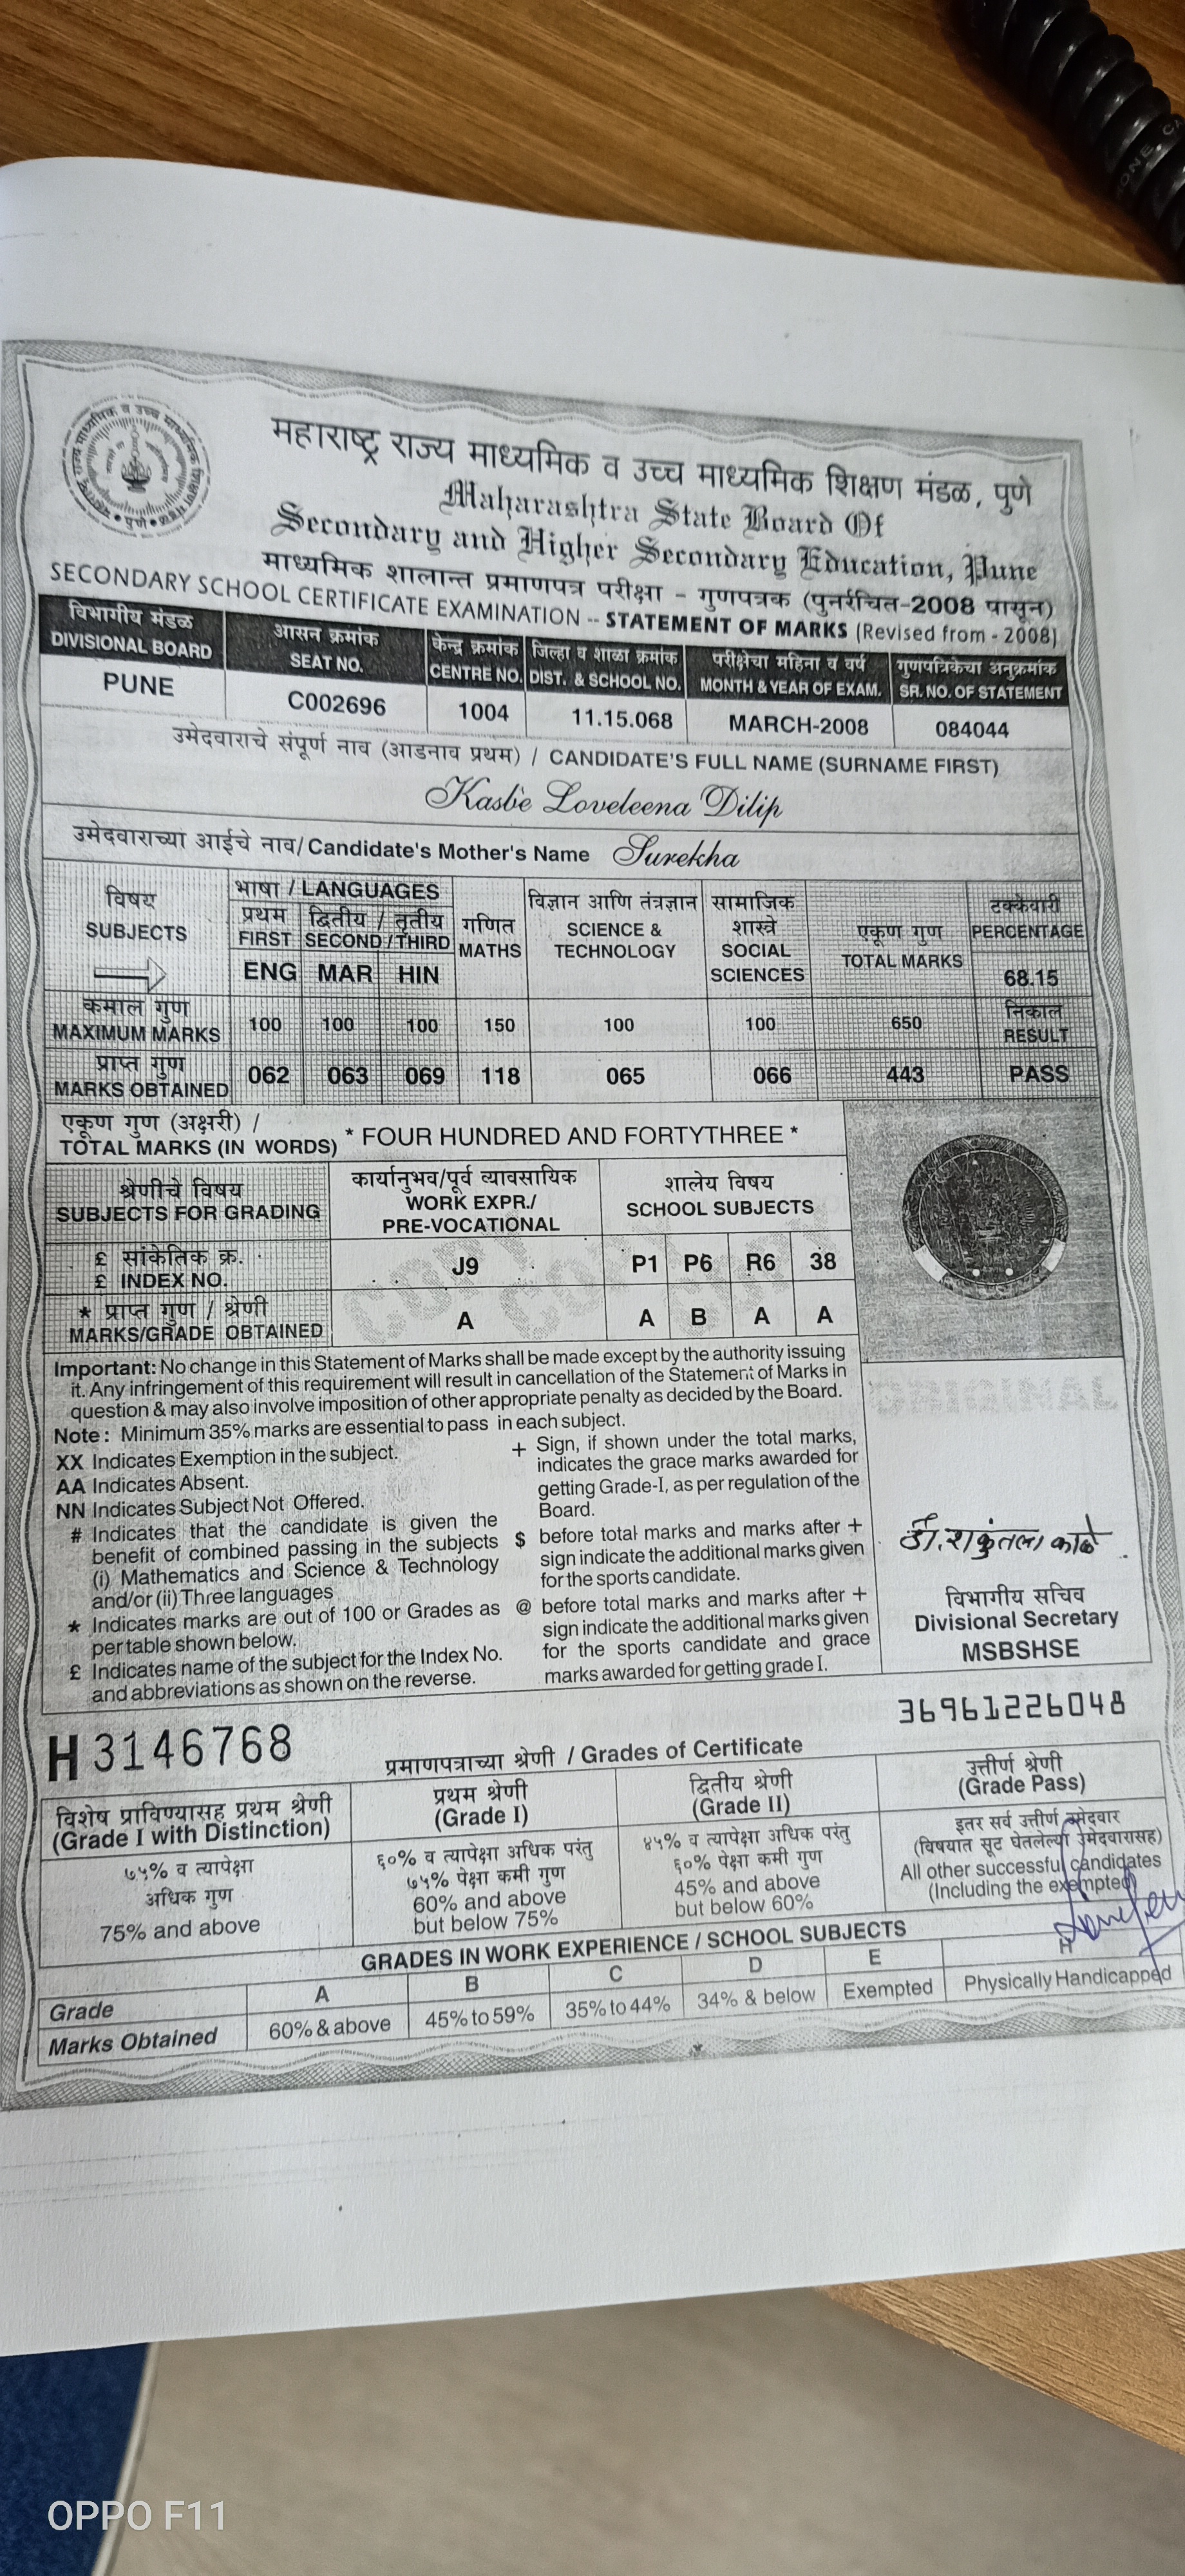 महाराष्ट्र राज्य माध्यमिक व उच्च माध्यमिक शिक्षण मंडळ, पुणे
Maharashtra State Board Of
Secondary and Higher Secondary Education, Pune
माध्यमिक शालान्त प्रमाणपत्र परीक्षा - गुणपत्रक (पुनर्रचित-2008 पासून)
SECONDARY SCHOOL CERTIFICATE EXAMINATION -- STATEMENT OF MARKS (Revised from - 2008)
विभागीय मंडळ आसन क्रमांक केन्द्र क्रमांक जिल्हा व शाळा क्रमांक परीक्षेचा महिना व वर्ष गुणपत्रिकेचा अनुक्रमांक
DIVISIONAL BOARD SEAT NO. CENTRE NO. DIST. & SCHOOL NO. MONTH & YEAR OF EXAM. SR. NO. OF STATEMENT
PUNE C002696 1004 11.15.068 MARCH-2008 084044
उमेदवाराचे संपूर्ण नाव (आडनाव प्रथम) / CANDIDATE'S FULL NAME (SURNAME FIRST)
Kasbe Loveleena Dilip
उमेदवाराच्या आईचे नाव/ Candidate's Mother's Name Surekha
विषय
SUBJECTS
भाषा / LANGUAGES
प्रथम द्वितीय / तृतीय
FIRST SECOND / THIRD
ENG MAR HIN
गणित
MATHS
विज्ञान आणि तंत्रज्ञान
SCIENCE &
TECHNOLOGY
सामाजिक
शास्त्रे
SOCIAL
SCIENCES
एकूण गुण
TOTAL MARKS
टक्केवारी
PERCENTAGE
68.15
कमाल गुण
MAXIMUM MARKS 100 100 100 150 100 100 650
निकाल
RESULT
प्राप्त गुण
MARKS OBTAINED 062 063 069 118 065 066 443 PASS
एकूण गुण (अक्षरी) /
TOTAL MARKS (IN WORDS) * FOUR HUNDRED AND FORTYTHREE *
श्रेणीचे विषय
SUBJECTS FOR GRADING
कार्यानुभव/पूर्व व्यावसायिक
WORK EXPR./
PRE-VOCATIONAL
शालेय विषय
SCHOOL SUBJECTS
£ सांकेतिक क्र.
£ INDEX NO. J9 P1 P6 R6 38
* प्राप्त गुण / श्रेणी
MARKS/GRADE OBTAINED A A B A A
Important: No change in this Statement of Marks shall be made except by the authority issuing
it. Any infringement of this requirement will result in cancellation of the Statement of Marks in
question & may also involve imposition of other appropriate penalty as decided by the Board.
Note : Minimum 35% marks are essential to pass in each subject.
XX Indicates Exemption in the subject.
AA Indicates Absent.
NN Indicates Subject Not Offered.
# Indicates that the candidate is given the
benefit of combined passing in the subjects
(i) Mathematics and Science & Technology
and/or (ii) Three languages
* Indicates marks are out of 100 or Grades as
per table shown below.
£ Indicates name of the subject for the Index No.
and abbreviations as shown on the reverse.
+ Sign, if shown under the total marks,
indicates the grace marks awarded for
getting Grade-I, as per regulation of the
Board.
$ before total marks and marks after +
sign indicate the additional marks given
for the sports candidate.
@ before total marks and marks after +
sign indicate the additional marks given
for the sports candidate and grace
marks awarded for getting grade I.
डॉ. शकुंतला काळे
विभागीय सचिव
Divisional Secretary
MSBSHSE
H 3146768
36961226048
प्रमाणपत्राच्या श्रेणी / Grades of Certificate
विशेष प्राविण्यासह प्रथम श्रेणी
(Grade I with Distinction)
प्रथम श्रेणी
(Grade I)
द्वितीय श्रेणी
(Grade II)
उत्तीर्ण श्रेणी
(Grade Pass)
७५% व त्यापेक्षा
अधिक गुण
75% and above
६०% व त्यापेक्षा अधिक परंतु
७५% पेक्षा कमी गुण
60% and above
but below 75%
४५% व त्यापेक्षा अधिक परंतु
६०% पेक्षा कमी गुण
45% and above
but below 60%
इतर सर्व उत्तीर्ण उमेदवार
(विषयात सूट घेतलेल्या उमेदवारासह)
All other successful candidates
(Including the exempted)
GRADES IN WORK EXPERIENCE / SCHOOL SUBJECTS
Grade A B C D E H
Marks Obtained 60% & above 45% to 59% 35% to 44% 34% & below Exempted Physically Handicapped
OPPO F11